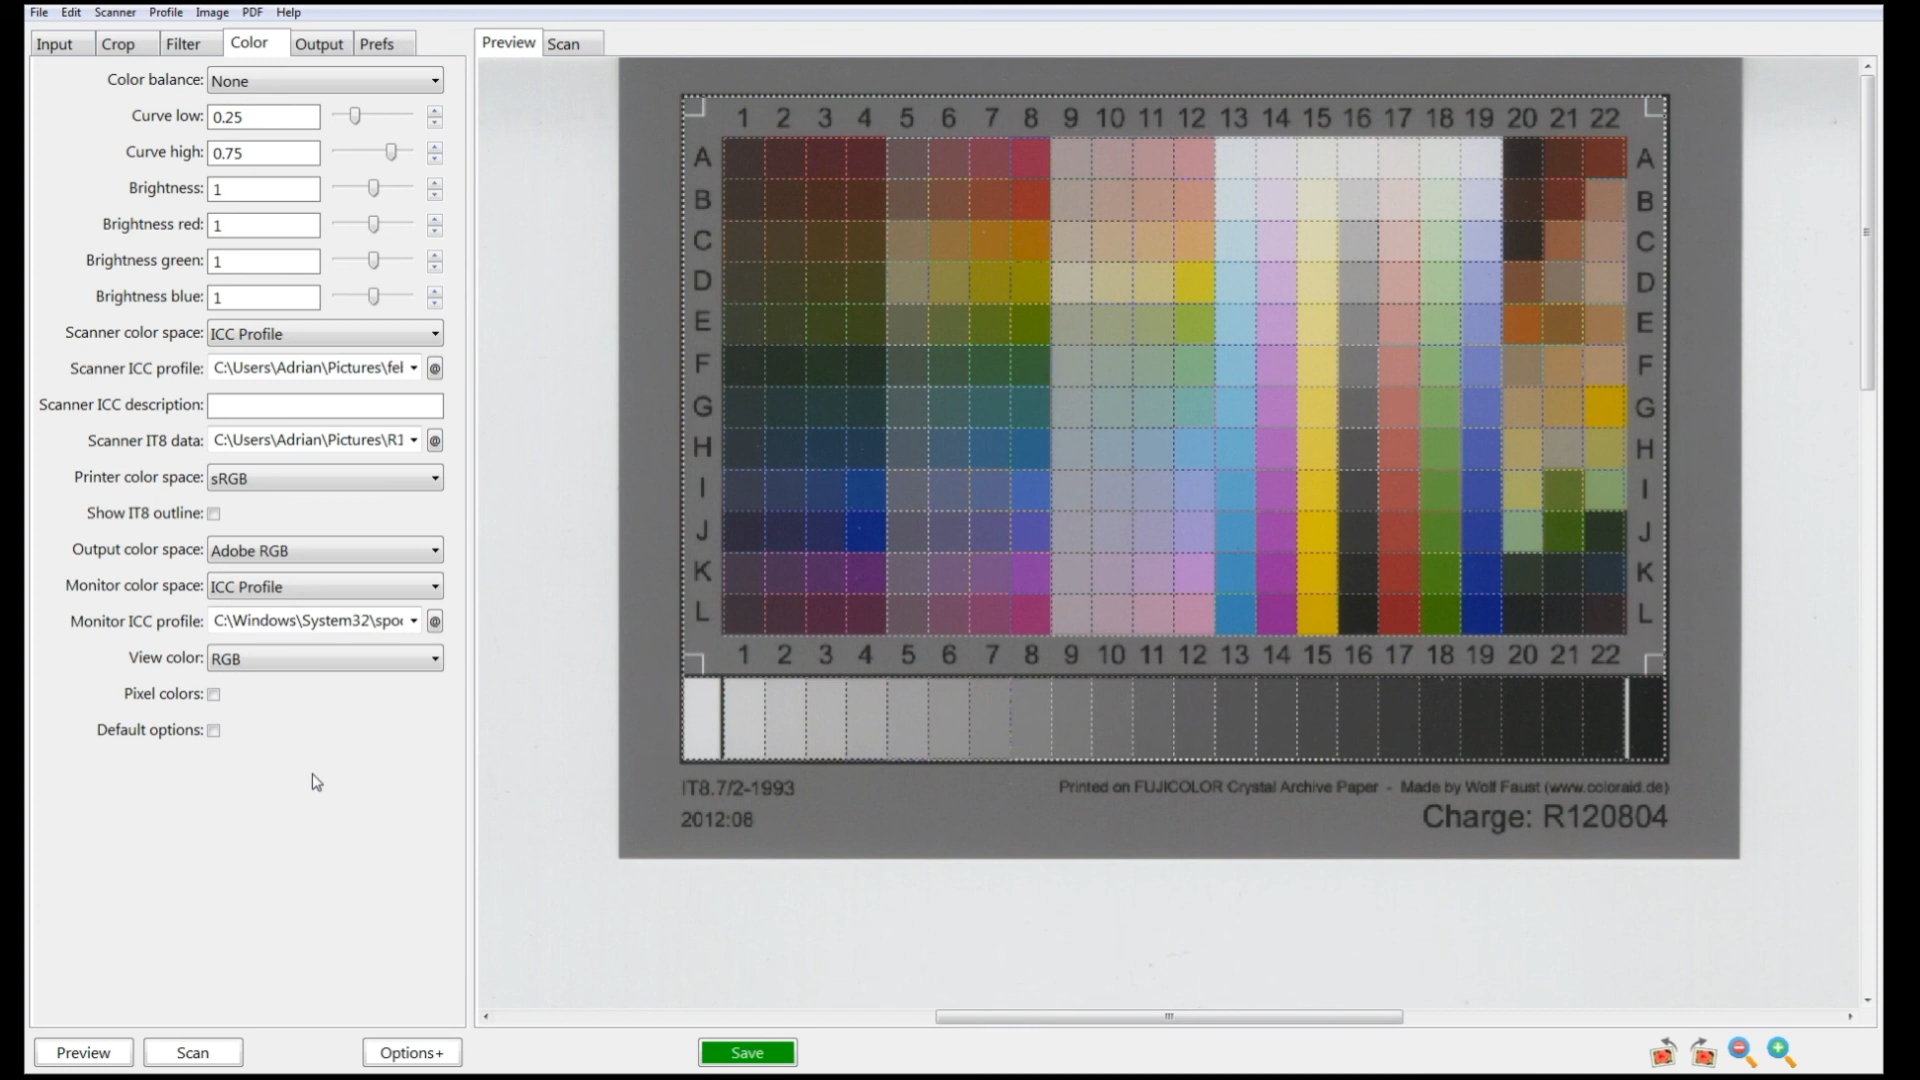 File Edit Scanner Profile Image PDF Help
Input Crop Filter Color Output Prefs
Preview Scan
Color balance: None
Curve low: 0.25
Curve high: 0.75
Brightness: 1
Brightness red: 1
Brightness green: 1
Brightness blue: 1
Scanner color space: ICC Profile
Scanner ICC profile: C:\Users\Adrian\Pictures\fel @
Scanner ICC description:
Scanner IT8 data: C:\Users\Adrian\Pictures\R1 @
Printer color space: sRGB
Show IT8 outline:
Output color space: Adobe RGB
Monitor color space: ICC Profile
Monitor ICC profile: C:\Windows\System32\spoo @
View color: RGB
Pixel colors:
Default options:
1 2 3 4 5 6 7 8 9 10 11 12 13 14 15 16 17 18 19 20 21 22
A A
B B
C C
D D
E E
F F
G G
H H
I I
J J
K K
L L
1 2 3 4 5 6 7 8 9 10 11 12 13 14 15 16 17 18 19 20 21 22
IT8.7/2-1993
Printed on FUJICOLOR Crystal Archive Paper - Made by Wolf Faust (www.coloraid.de)
2012:08
Charge: R120804
Preview Scan Options+ Save